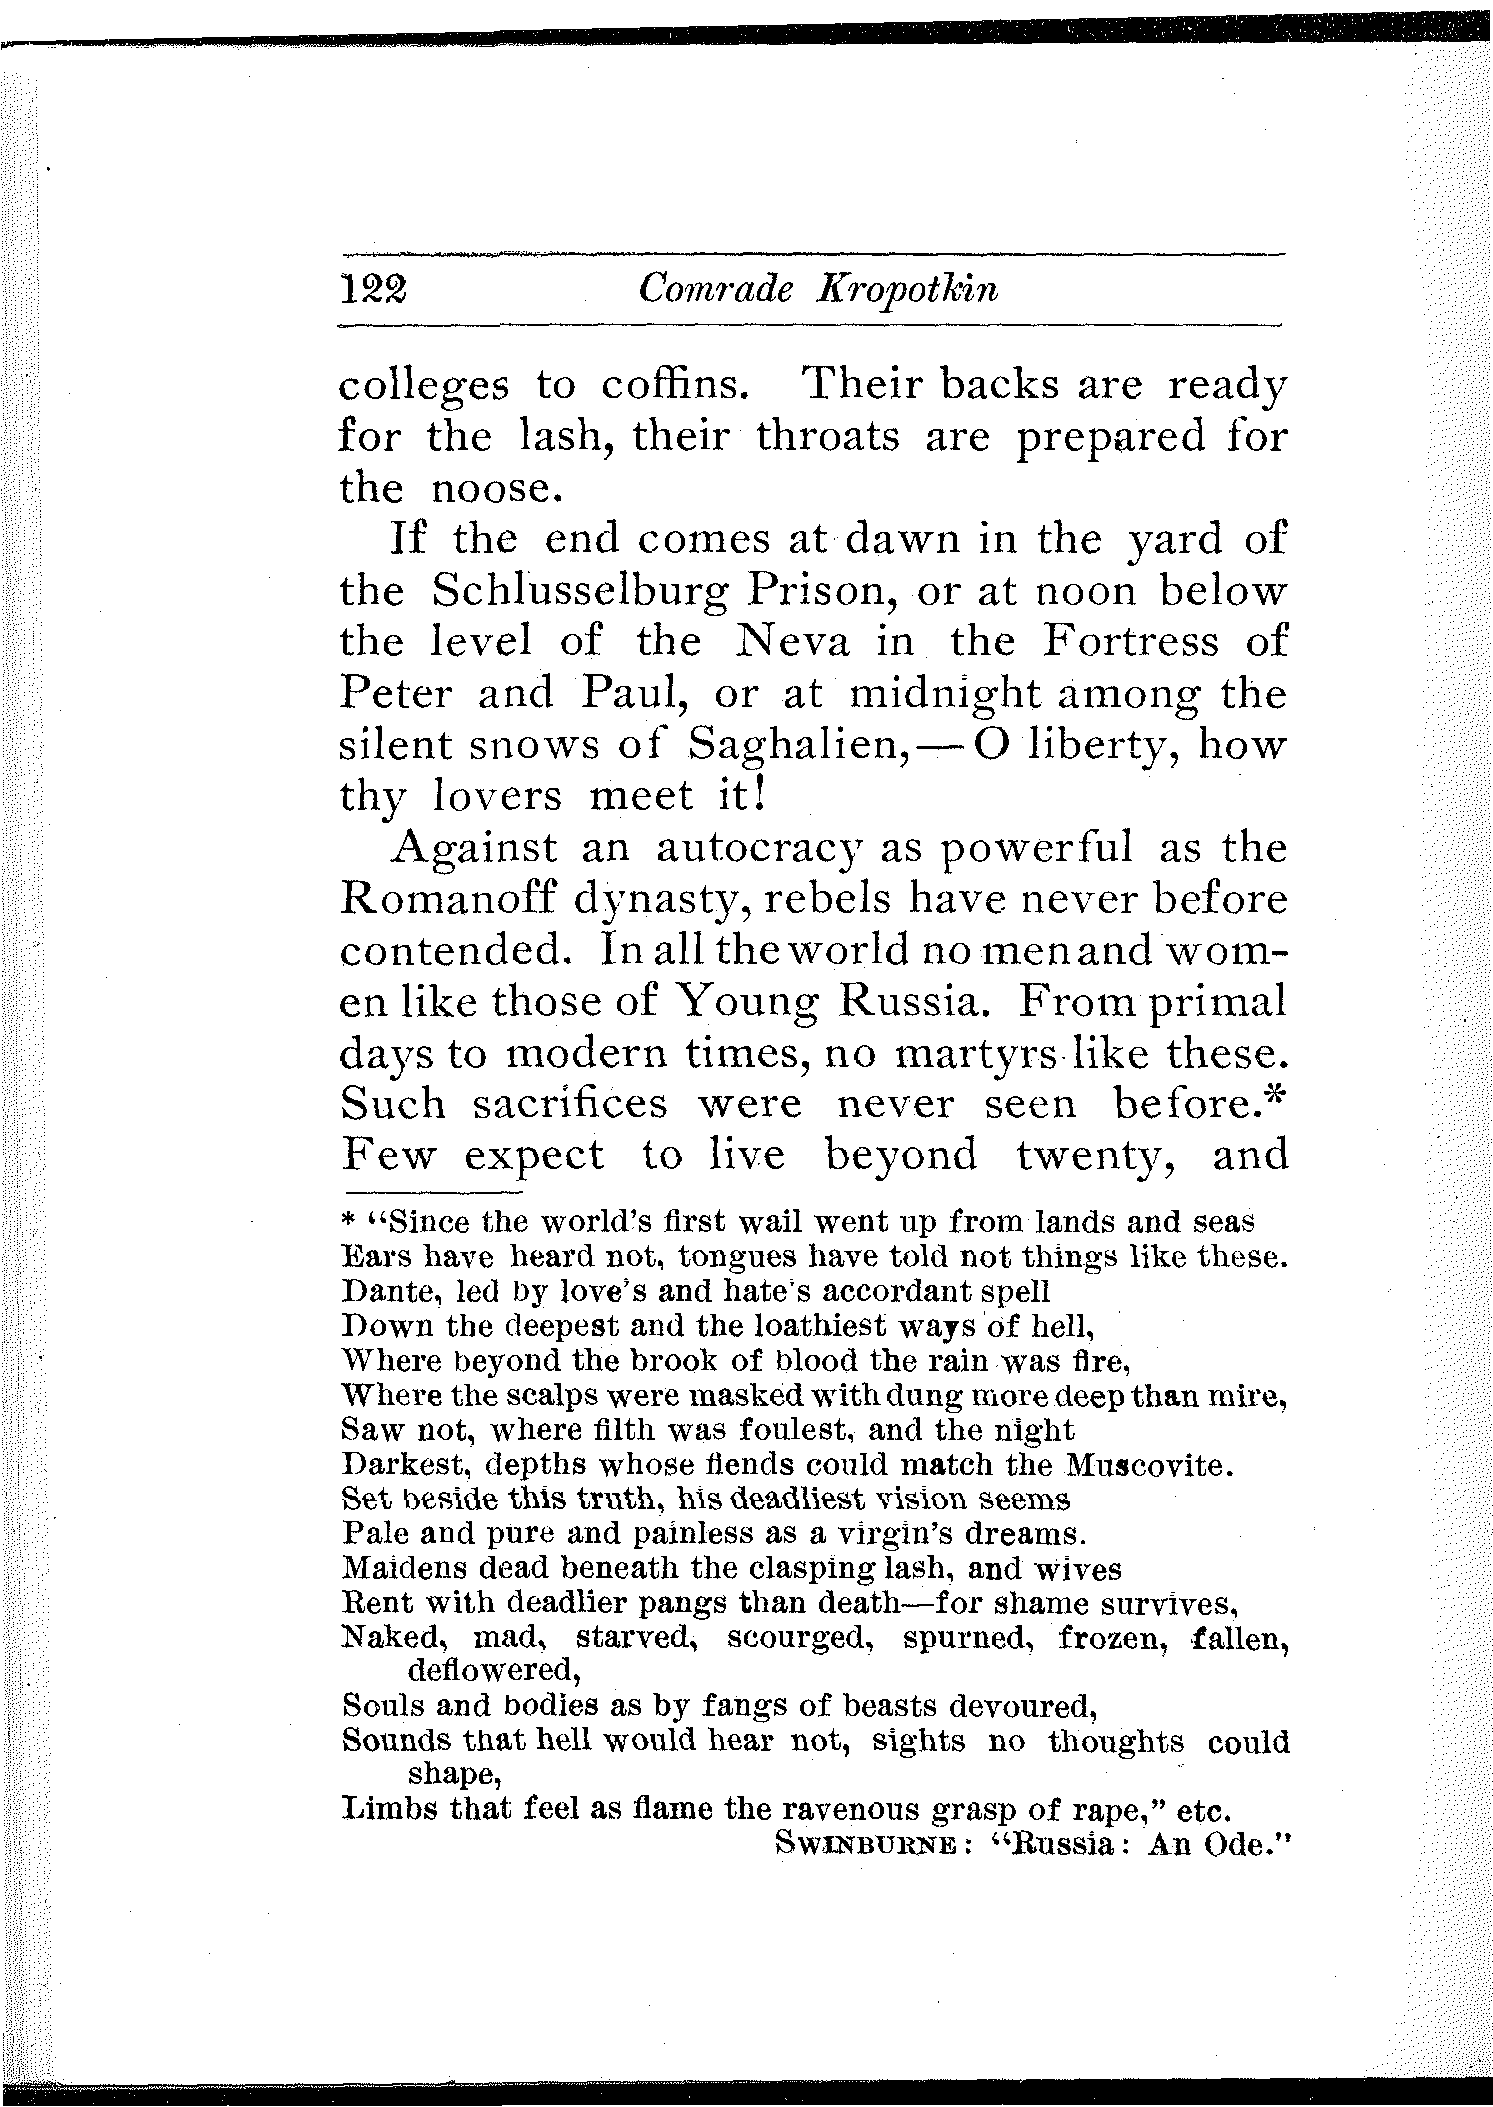 122 Comrade Kropotkin
colleges to coffins. Their backs are ready
for the lash, their throats are prepared for
the noose.
If the end comes at dawn in the yard of
the Schlusselburg Prison, or at noon below
the level of the Neva in the Fortress of
Peter and Paul, or at midnight among the
silent snows of Saghalien,—O liberty, how
thy lovers meet it!
Against an autocracy as powerful as the
Romanoff dynasty, rebels have never before
contended. In all the world no men and wom-
en like those of Young Russia. From primal
days to modern times, no martyrs like these.
Such sacrifices were never seen before.*
Few expect to live beyond twenty, and
* "Since the world's first wail went up from lands and seas
Ears have heard not, tongues have told not things like these.
Dante, led by love's and hate's accordant spell
Down the deepest and the loathiest ways of hell,
Where beyond the brook of blood the rain was fire,
Where the scalps were masked with dung more deep than mire,
Saw not, where filth was foulest, and the night
Darkest, depths whose fiends could match the Muscovite.
Set beside this truth, his deadliest vision seems
Pale and pure and painless as a virgin's dreams.
Maidens dead beneath the clasping lash, and wives
Rent with deadlier pangs than death—for shame survives,
Naked, mad, starved, scourged, spurned, frozen, fallen,
deflowered,
Souls and bodies as by fangs of beasts devoured,
Sounds that hell would hear not, sights no thoughts could
shape,
Limbs that feel as flame the ravenous grasp of rape," etc.
SWINBURNE: "Russia: An Ode."